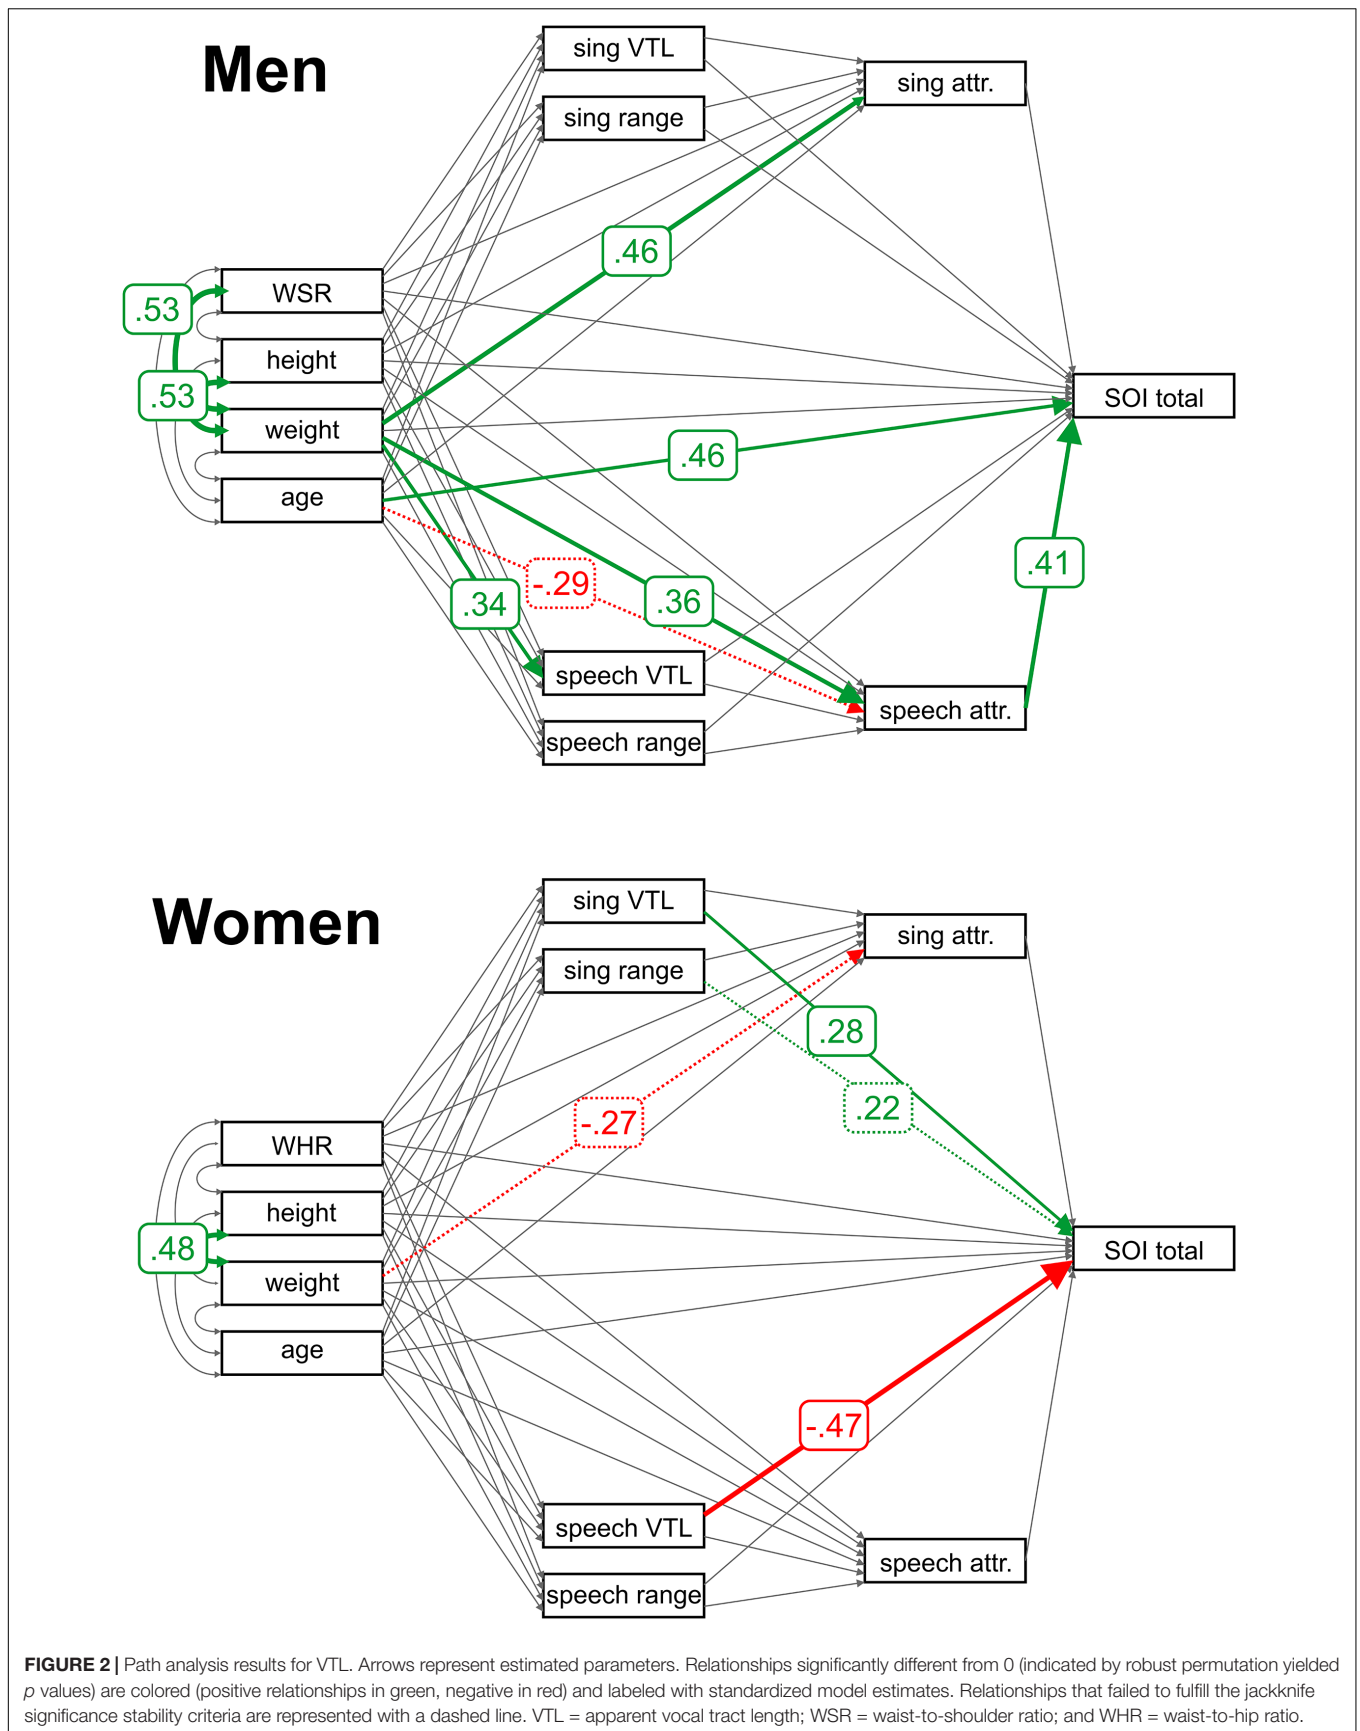 Men
sing VTL
sing range
sing attr.
.46
WSR
.53
height
.53
weight
age
SOI total
.46
.41
-.29
.34
.36
speech VTL
speech attr.
speech range
Women
sing VTL
sing range
sing attr.
.28
.22
-.27
WHR
height
.48
weight
age
SOI total
-.47
speech VTL
speech attr.
speech range
FIGURE 2 | Path analysis results for VTL. Arrows represent estimated parameters. Relationships significantly different from 0 (indicated by robust permutation yielded
p values) are colored (positive relationships in green, negative in red) and labeled with standardized model estimates. Relationships that failed to fulfill the jackknife
significance stability criteria are represented with a dashed line. VTL = apparent vocal tract length; WSR = waist-to-shoulder ratio; and WHR = waist-to-hip ratio.